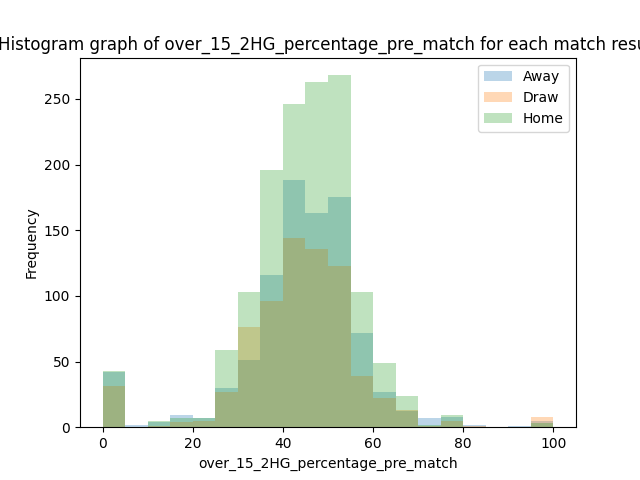 Histogram graph of over_15_2HG_percentage_pre_match for each match resu
Away
Draw
Home
Frequency
250
200
150
100
50
0
0 20 40 60 80 100
over_15_2HG_percentage_pre_match